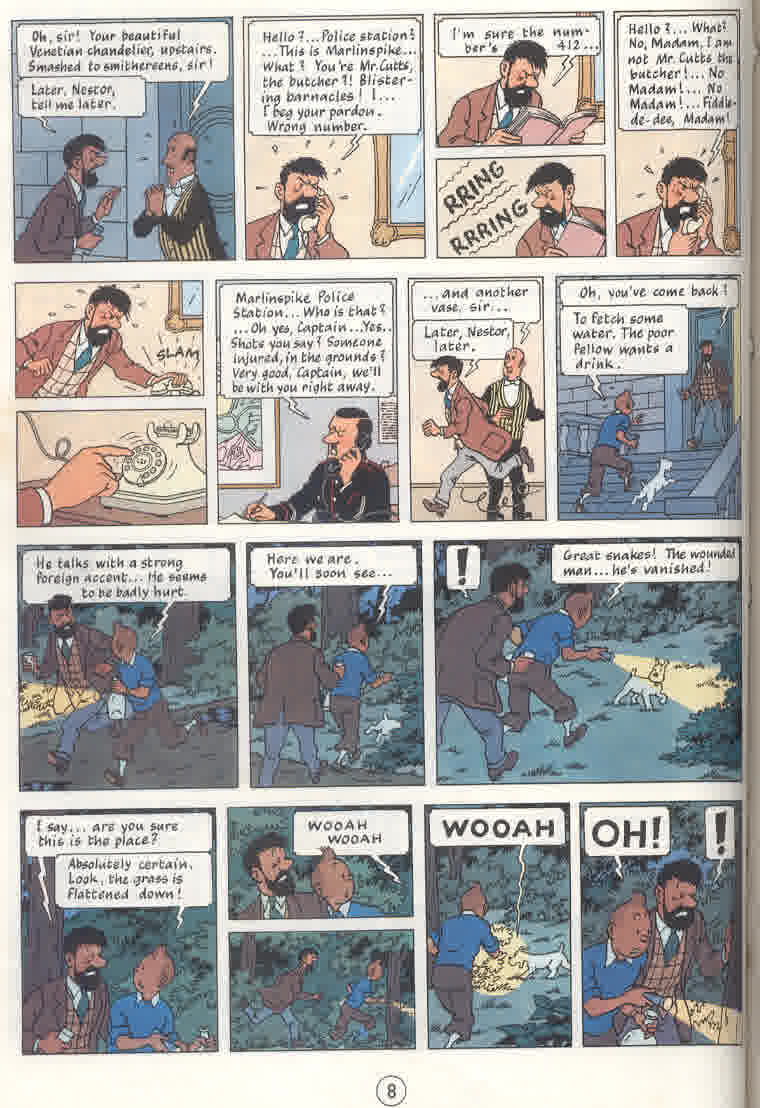 Oh, sir! Your beautiful
Venetian chandelier, upstairs.
Smashed to smithereens, sir!
Later, Nestor,
tell me later.
Hello?...Police station?
...This is Marlinspike...
What? You're Mr. Cutts,
the butcher?! Blister-
ing barnacles! I...
I beg your pardon.
Wrong number.
I'm sure the num-
ber's 412...
RRING
RRRING
Hello?... What?
No, Madam, I am
not Mr. Cutts the
butcher!... No
Madam!... No
Madam!... Fiddle-
de-dee, Madam!
SLAM
Marlinspike Police
Station... Who is that?
...Oh yes, Captain...Yes..
Shots you say? Someone
injured, in the grounds?
Very good, Captain, we'll
be with you right away.
...and another
vase, sir...
Later, Nestor,
later.
Oh, you've come back!
To fetch some
water. The poor
fellow wants a
drink.
He talks with a strong
foreign accent... He seems
to be badly hurt.
Here we are.
You'll soon see...
!
Great snakes! The wounded
man...he's vanished!
I say... are you sure
this is the place?
Absolutely certain.
Look, the grass is
flattened down!
WOOAH
WOOAH
WOOAH
OH!
!
8